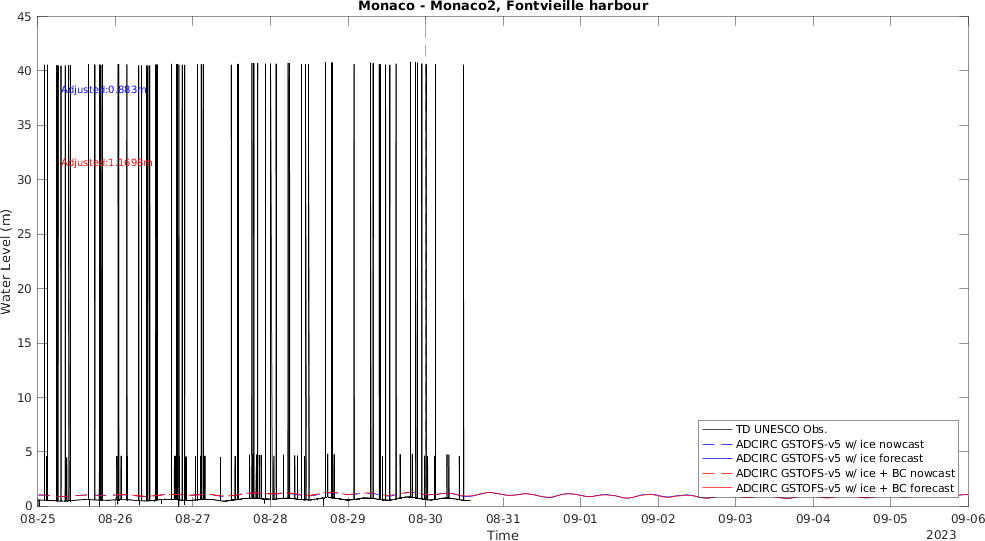 Monaco - Monaco2, Fontvieille harbour
45
40
35
30
25
20
15
10
5
0
Water Level (m)
Adjusted:0.883m
Adjusted:1.1698m
TD UNESCO Obs.
ADCIRC GSTOFS-v5 w/ ice nowcast
ADCIRC GSTOFS-v5 w/ ice forecast
ADCIRC GSTOFS-v5 w/ ice + BC nowcast
ADCIRC GSTOFS-v5 w/ ice + BC forecast
08-25 08-26 08-27 08-28 08-29 08-30 08-31 09-01 09-02 09-03 09-04 09-05 09-06
Time
2023